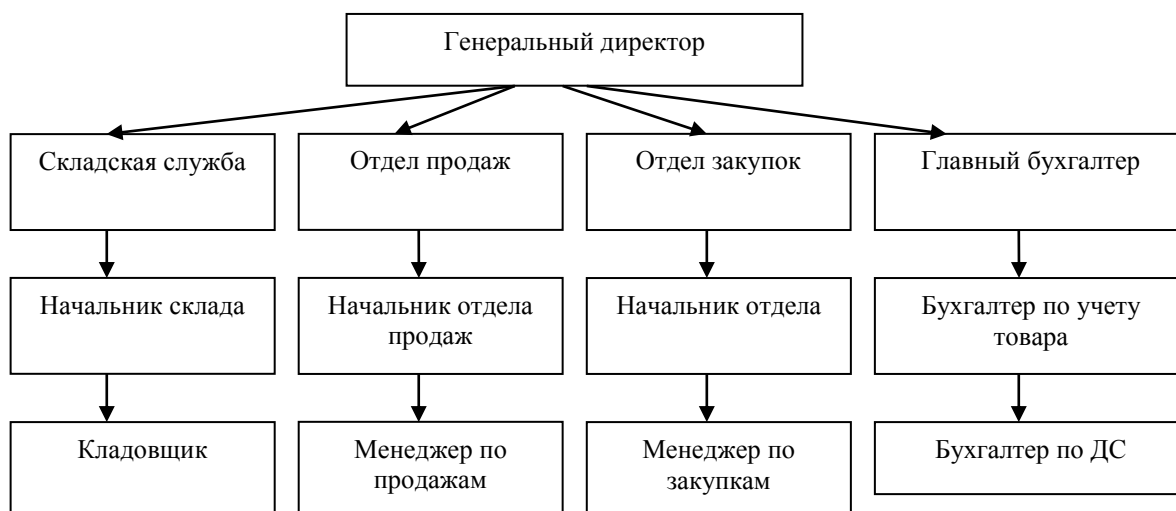 Генеральный директор
Складская служба
Отдел продаж
Отдел закупок
Главный бухгалтер
Начальник склада
Начальник отдела
продаж
Начальник отдела
Бухгалтер по учету
товара
Кладовщик
Менеджер по
продажам
Менеджер по
закупкам
Бухгалтер по ДС